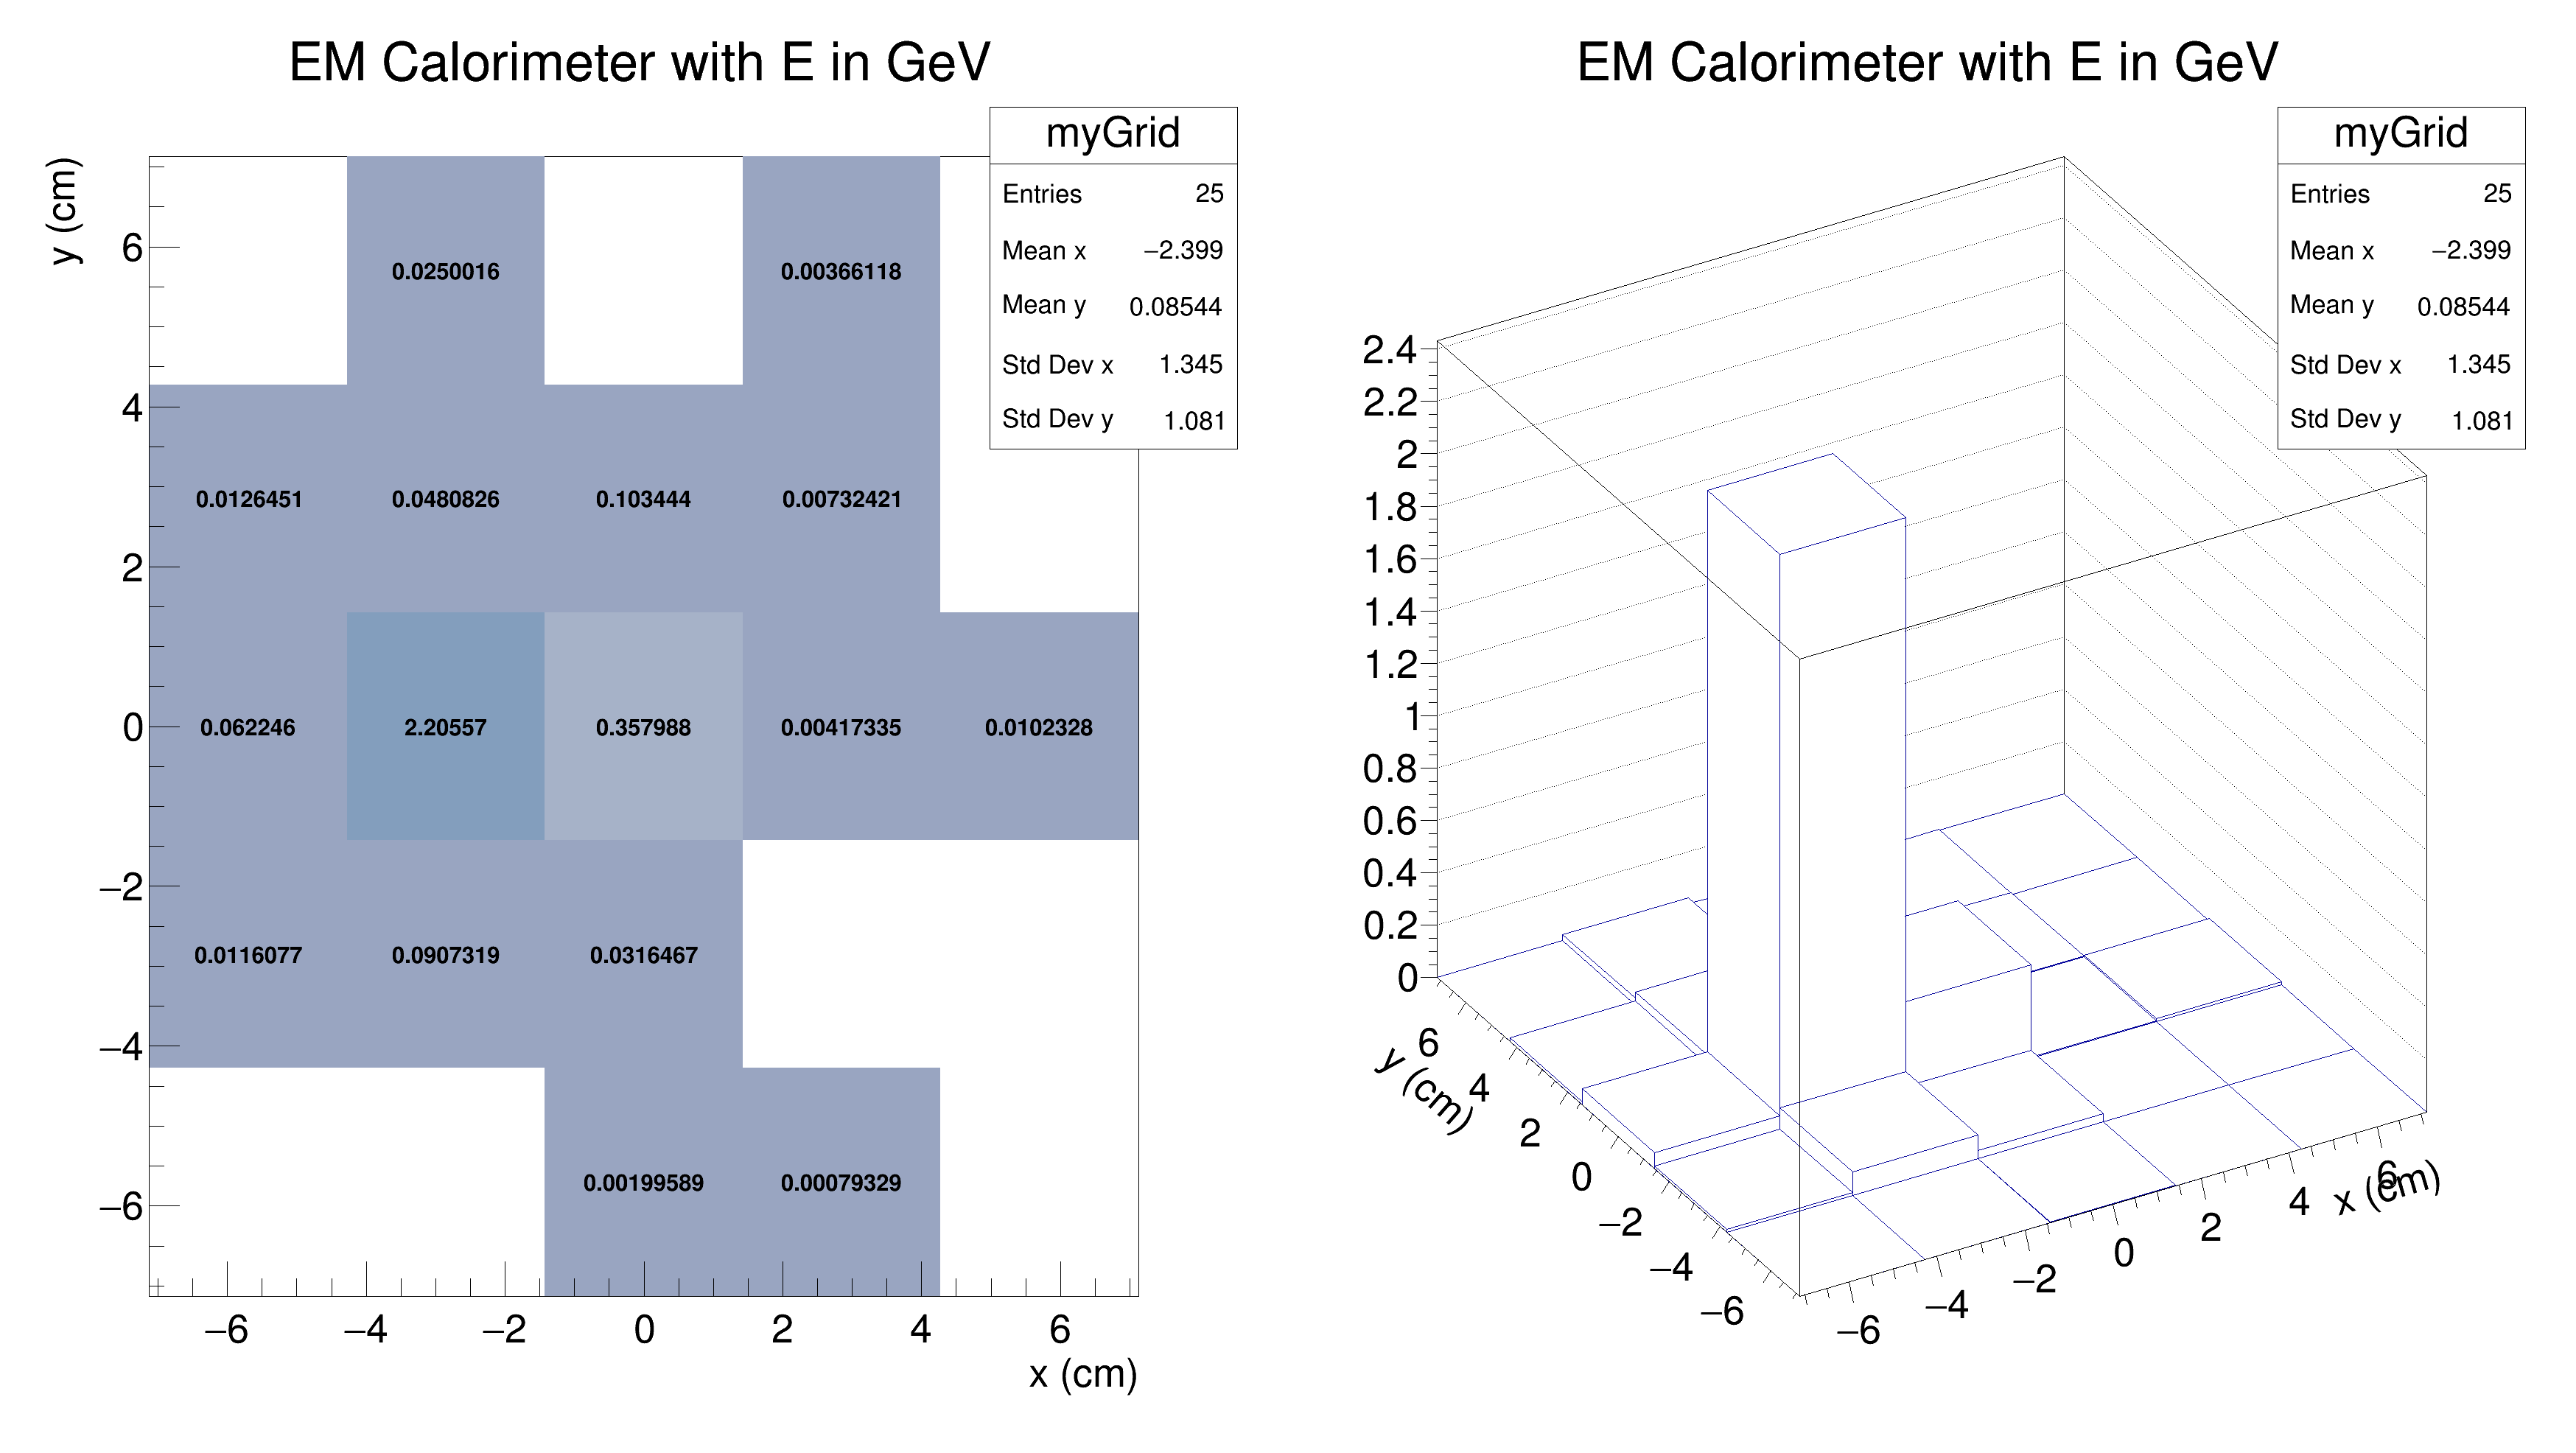 EM Calorimeter with E in GeV
myGrid
Entries 25
Mean x −2.399
Mean y 0.08544
Std Dev x 1.345
Std Dev y 1.081
y (cm)
6
4
2
0
−2
−4
−6
0.0250016 0.00366118
0.0126451 0.0480826 0.103444 0.00732421
0.062246 2.20557 0.357988 0.00417335 0.0102328
0.0116077 0.0907319 0.0316467
0.00199589 0.00079329
−6 −4 −2 0 2 4 6
x (cm)
EM Calorimeter with E in GeV
myGrid
Entries 25
Mean x −2.399
Mean y 0.08544
Std Dev x 1.345
Std Dev y 1.081
2.4
2.2
2
1.8
1.6
1.4
1.2
1
0.8
0.6
0.4
0.2
0
y (cm)
6
4
2
0
−2
−4
−6
−6 −4 −2 0 2 4 6
x (cm)